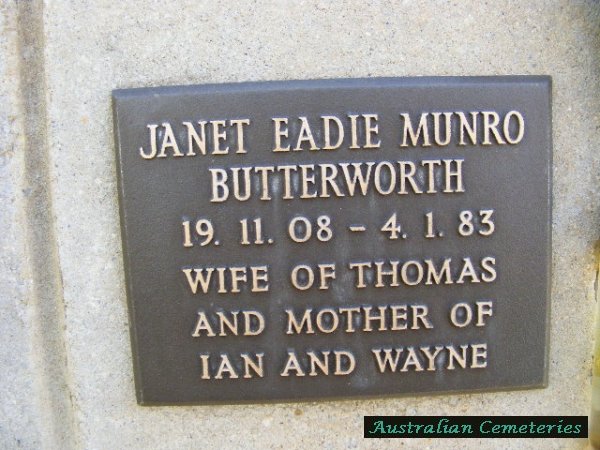 JANET EADIE MUNRO
BUTTERWORTH
19. 11. 08 - 4. 1. 83
WIFE OF THOMAS
AND MOTHER OF
IAN AND WAYNE
Australian Cemeteries